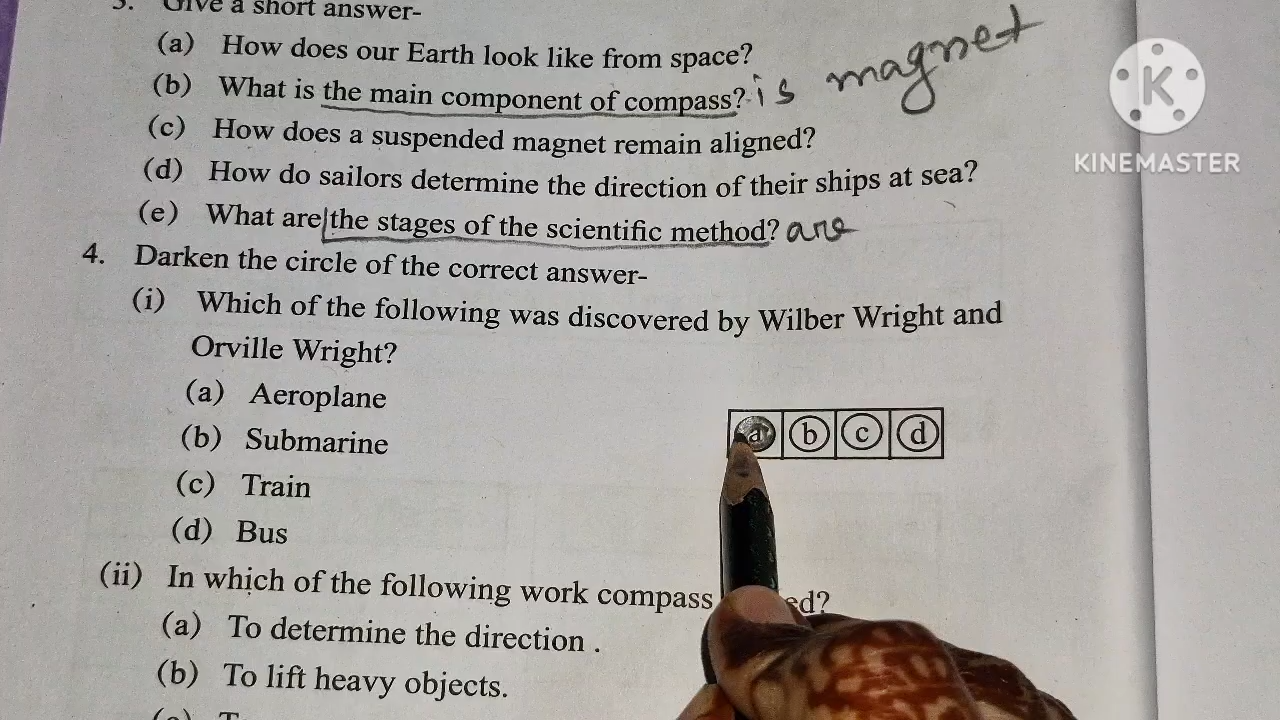 3. Give a short answer-
(a) How does our Earth look like from space?
(b) What is the main component of compass? is magnet
(c) How does a suspended magnet remain aligned?
(d) How do sailors determine the direction of their ships at sea?
(e) What are the stages of the scientific method? are
4. Darken the circle of the correct answer-
(i) Which of the following was discovered by Wilber Wright and
Orville Wright?
(a) Aeroplane
(b) Submarine
(c) Train
(d) Bus
a b c d
(ii) In which of the following work compass
(a) To determine the direction .
(b) To lift heavy objects.
K
KINEMASTER